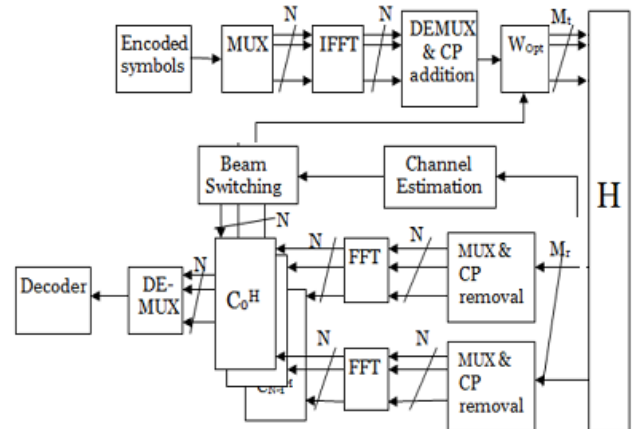 N
N
M_t
Encoded
symbols
MUX
IFFT
DEMUX
& CP
addition
W_Opt
Beam
Switching
Channel
Estimation
H
N
N
N
M_r
FFT
MUX &
CP
removal
Decoder
DE-
MUX
N
C_0^H
N
N
FFT
MUX &
CP
removal